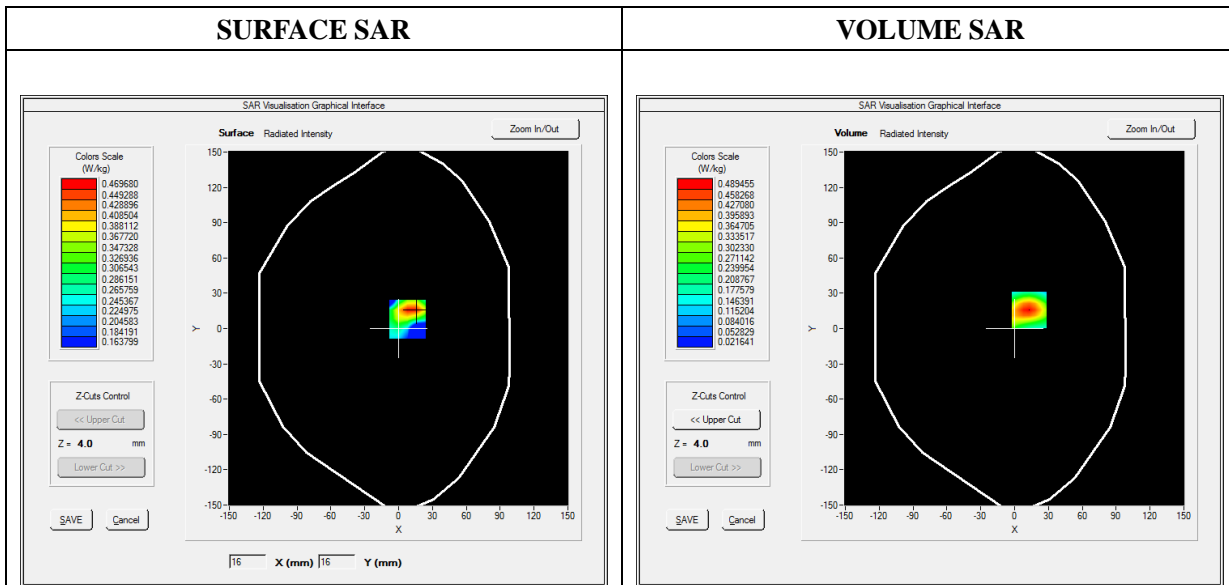 SURFACE SAR
VOLUME SAR
SAR Visualisation Graphical Interface
Surface Radiated Intensity
Zoom In/Out
Colors Scale
(W/kg)
0.469680
0.449288
0.428896
0.408504
0.388112
0.367720
0.347328
0.326936
0.306543
0.286151
0.265759
0.245367
0.224975
0.204583
0.184191
0.163799
Z-Cuts Control
<< Upper Cut
Z = 4.0 mm
Lower Cut >>
SAVE Cancel
150
120
90
60
30
0
-30
-60
-90
-120
-150
Y
-150 -120 -90 -60 -30 0 30 60 90 120 150
X
16 X (mm) 16 Y (mm)
SAR Visualisation Graphical Interface
Volume Radiated Intensity
Zoom In/Out
Colors Scale
(W/kg)
0.489455
0.458268
0.427080
0.395893
0.364705
0.333517
0.302330
0.271142
0.239954
0.208767
0.177579
0.146391
0.115204
0.084016
0.052829
0.021641
Z-Cuts Control
<< Upper Cut
Z = 4.0 mm
Lower Cut >>
SAVE Cancel
150
120
90
60
30
0
-30
-60
-90
-120
-150
Y
-150 -120 -90 -60 -30 0 30 60 90 120 150
X